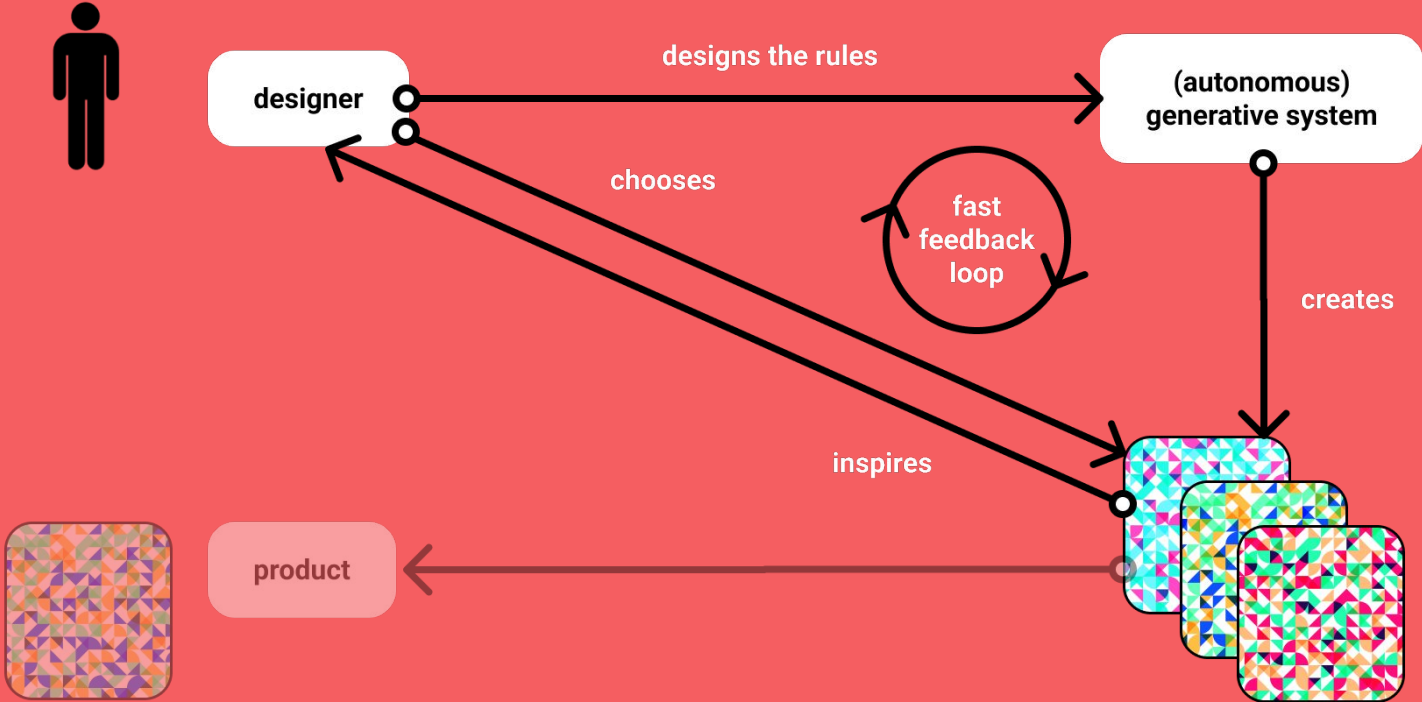 designs the rules
designer
(autonomous)
generative system
chooses
fast
feedback
loop
creates
inspires
product